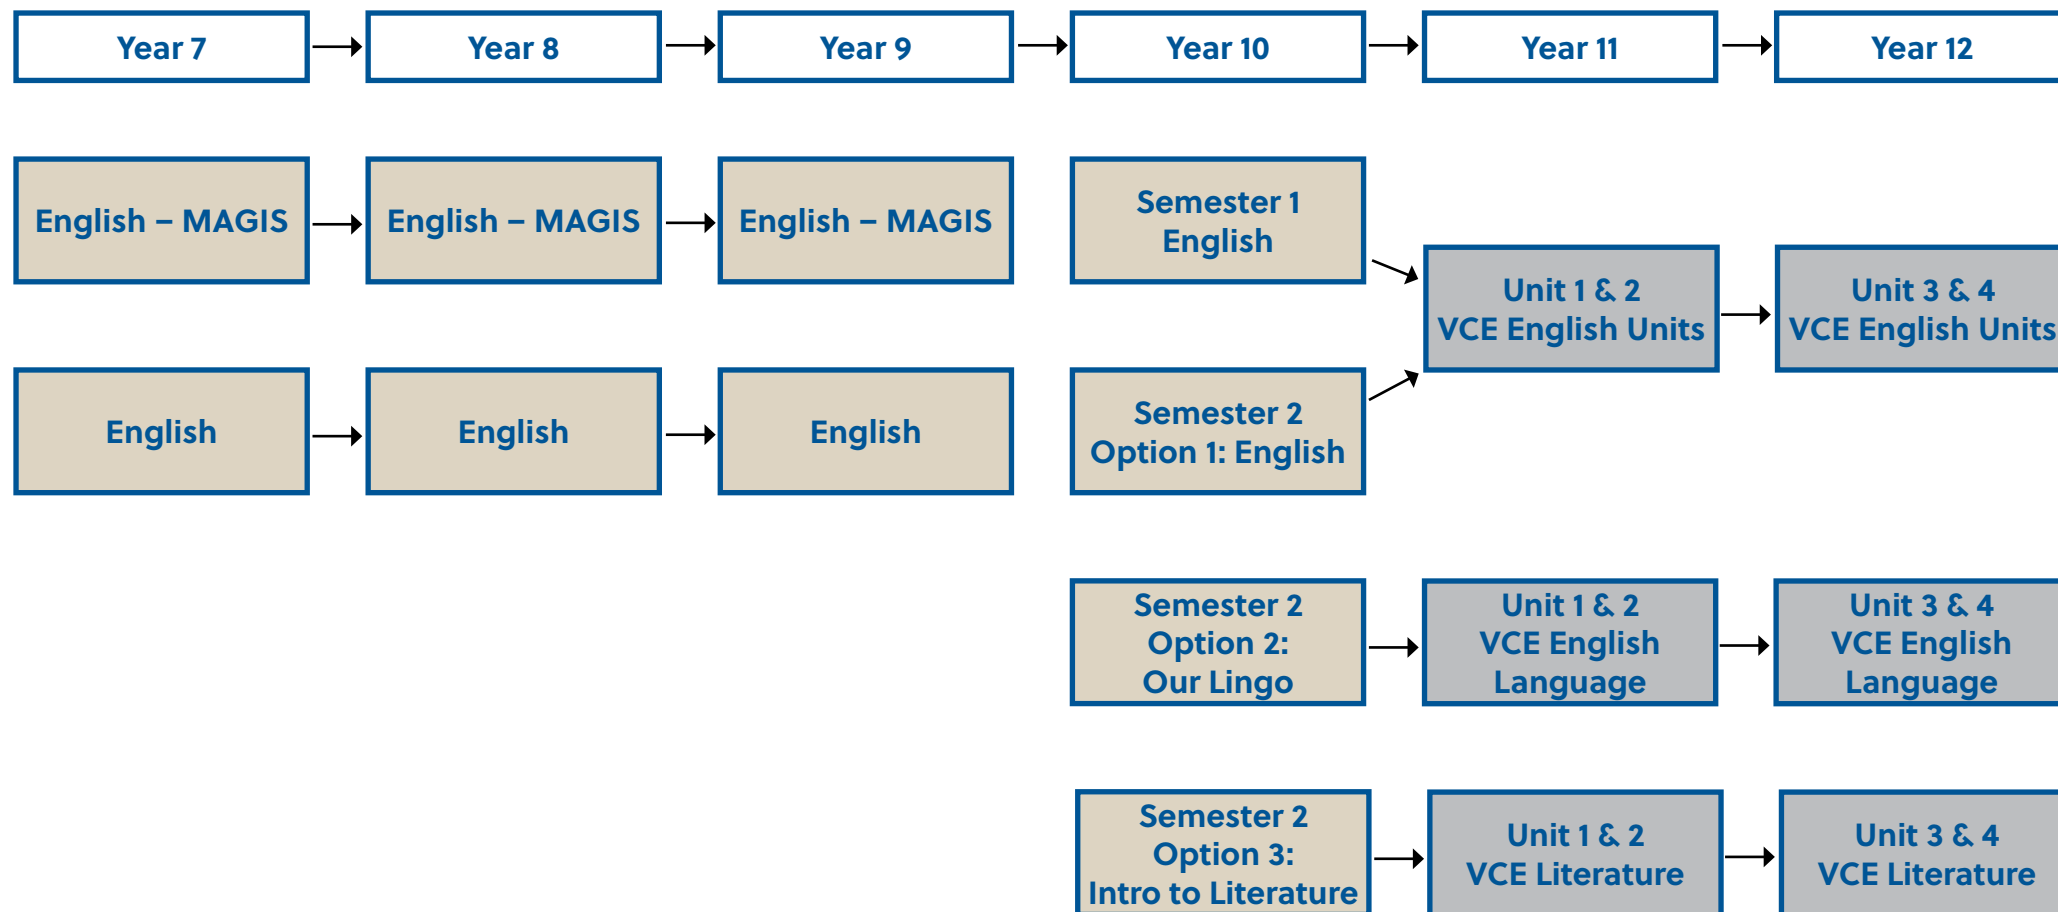 Year 7
Year 8
Year 9
Year 10
Year 11
Year 12
English – MAGIS
English – MAGIS
English – MAGIS
Semester 1
English
Unit 1 & 2
VCE English Units
Unit 3 & 4
VCE English Units
English
English
English
Semester 2
Option 1: English
Semester 2
Option 2:
Our Lingo
Unit 1 & 2
VCE English
Language
Unit 3 & 4
VCE English
Language
Semester 2
Option 3:
Intro to Literature
Unit 1 & 2
VCE Literature
Unit 3 & 4
VCE Literature